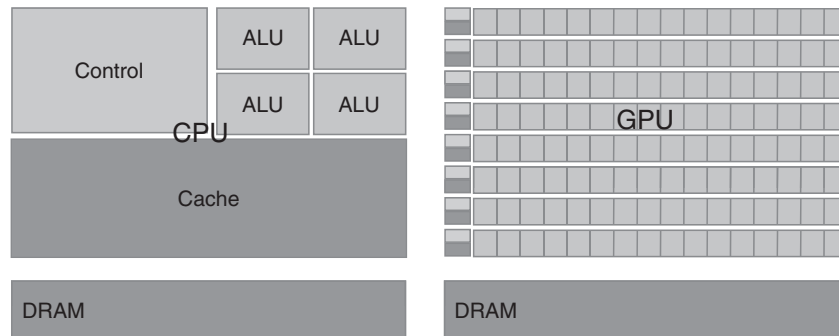 Control
ALU ALU
ALU ALU
CPU
Cache
DRAM
GPU
DRAM